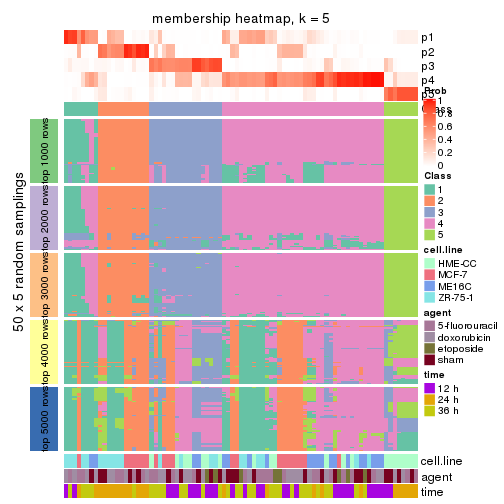 membership heatmap, k = 5
50 x 5 random samplings
top 1000 rows
top 2000 rows
top 3000 rows
top 4000 rows
top 5000 rows
p1
p2
p3
p4
p5
Class
cell.line
agent
time
Prob
1
0.8
0.6
0.4
0.2
0
Class
1
2
3
4
5
cell.line
HME-CC
MCF-7
ME16C
ZR-75-1
agent
5-fluorouracil
doxorubicin
etoposide
sham
time
12 h
24 h
36 h